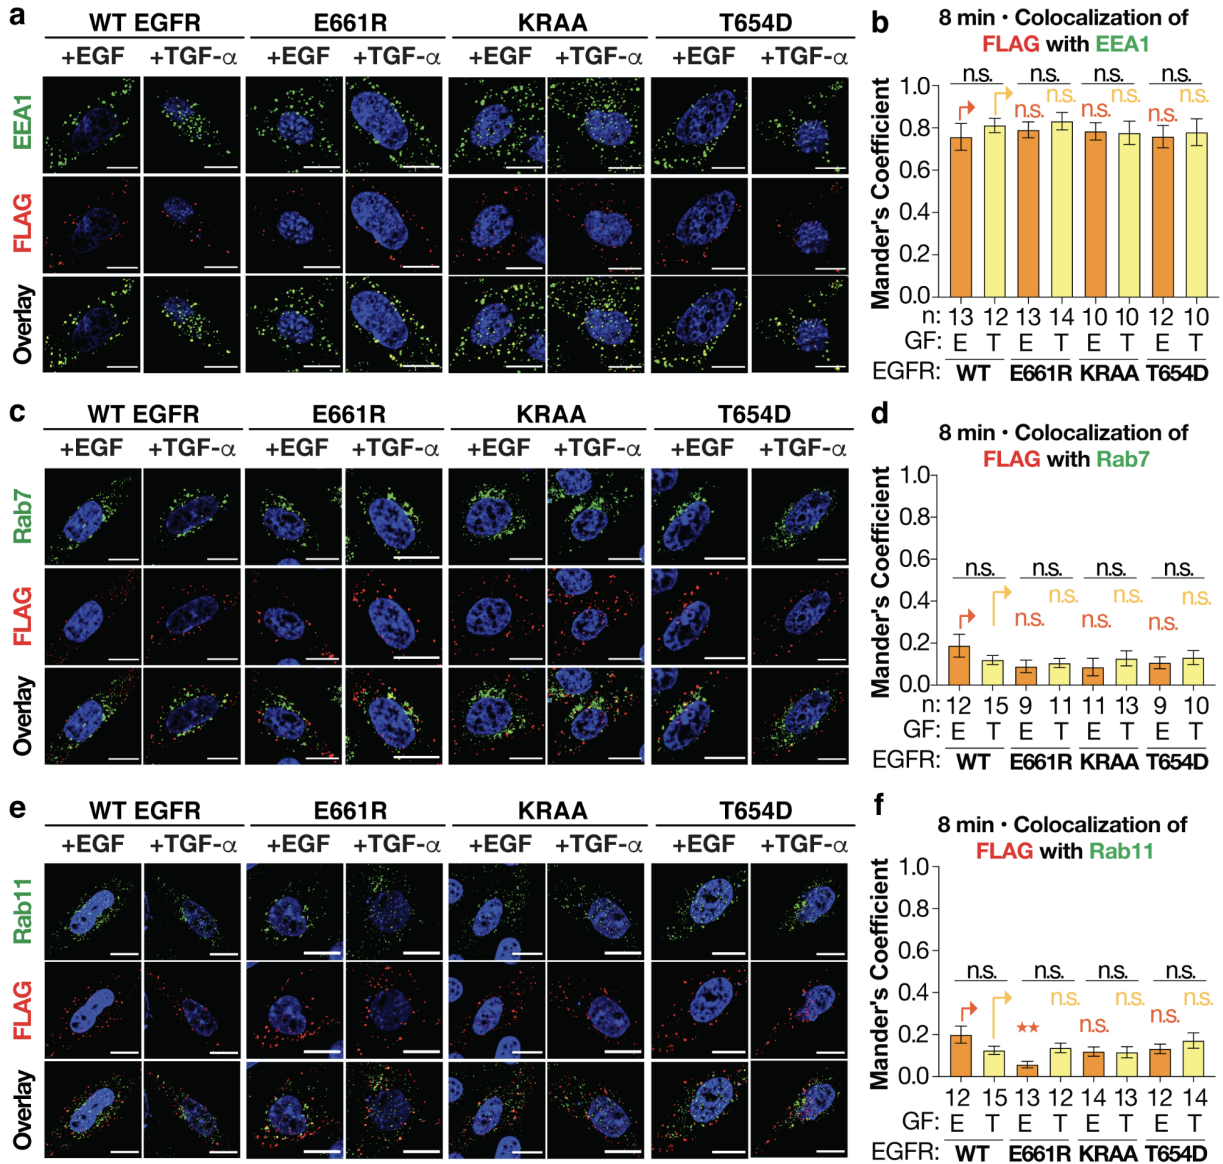 a
WT EGFR E661R KRAA T654D
+EGF +TGF-α +EGF +TGF-α +EGF +TGF-α +EGF +TGF-α
EEA1
FLAG
Overlay
b
8 min • Colocalization of
FLAG with EEA1
Mander's Coefficient
1.0
0.8
0.6
0.4
0.2
0.0
n.s. n.s. n.s. n.s.
n.s. n.s. n.s. n.s. n.s. n.s.
n: 13 12 13 14 10 10 12 10
GF: E T E T E T E T
EGFR: WT E661R KRAA T654D
c
WT EGFR E661R KRAA T654D
+EGF +TGF-α +EGF +TGF-α +EGF +TGF-α +EGF +TGF-α
Rab7
FLAG
Overlay
d
8 min • Colocalization of
FLAG with Rab7
Mander's Coefficient
1.0
0.8
0.6
0.4
0.2
0.0
n.s. n.s. n.s. n.s.
n.s. n.s. n.s.
n.s. n.s. n.s.
n: 12 15 9 11 11 13 9 10
GF: E T E T E T E T
EGFR: WT E661R KRAA T654D
e
WT EGFR E661R KRAA T654D
+EGF +TGF-α +EGF +TGF-α +EGF +TGF-α +EGF +TGF-α
Rab11
FLAG
Overlay
f
8 min • Colocalization of
FLAG with Rab11
Mander's Coefficient
1.0
0.8
0.6
0.4
0.2
0.0
n.s. n.s. n.s. n.s.
n.s. n.s. n.s.
★★ n.s. n.s.
12 15 13 12 14 13 12 14
GF: E T E T E T E T
EGFR: WT E661R KRAA T654D